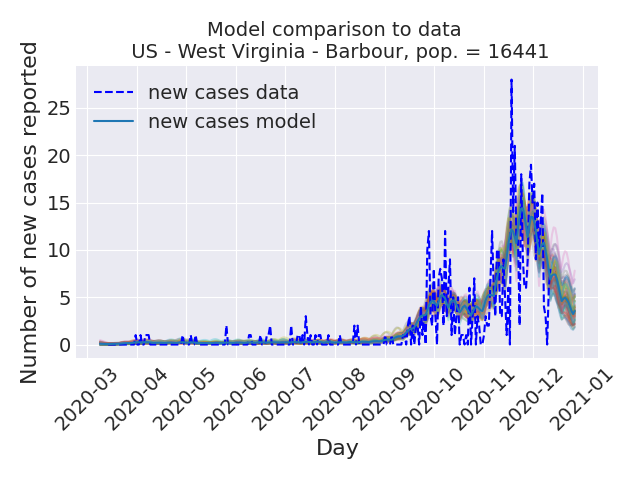 Model comparison to data
US - West Virginia - Barbour, pop. = 16441
Number of new cases reported
new cases data
new cases model
25
20
15
10
5
0
2020-03
2020-04
2020-05
2020-06
2020-07
2020-08
2020-09
2020-10
2020-11
2020-12
2021-01
Day